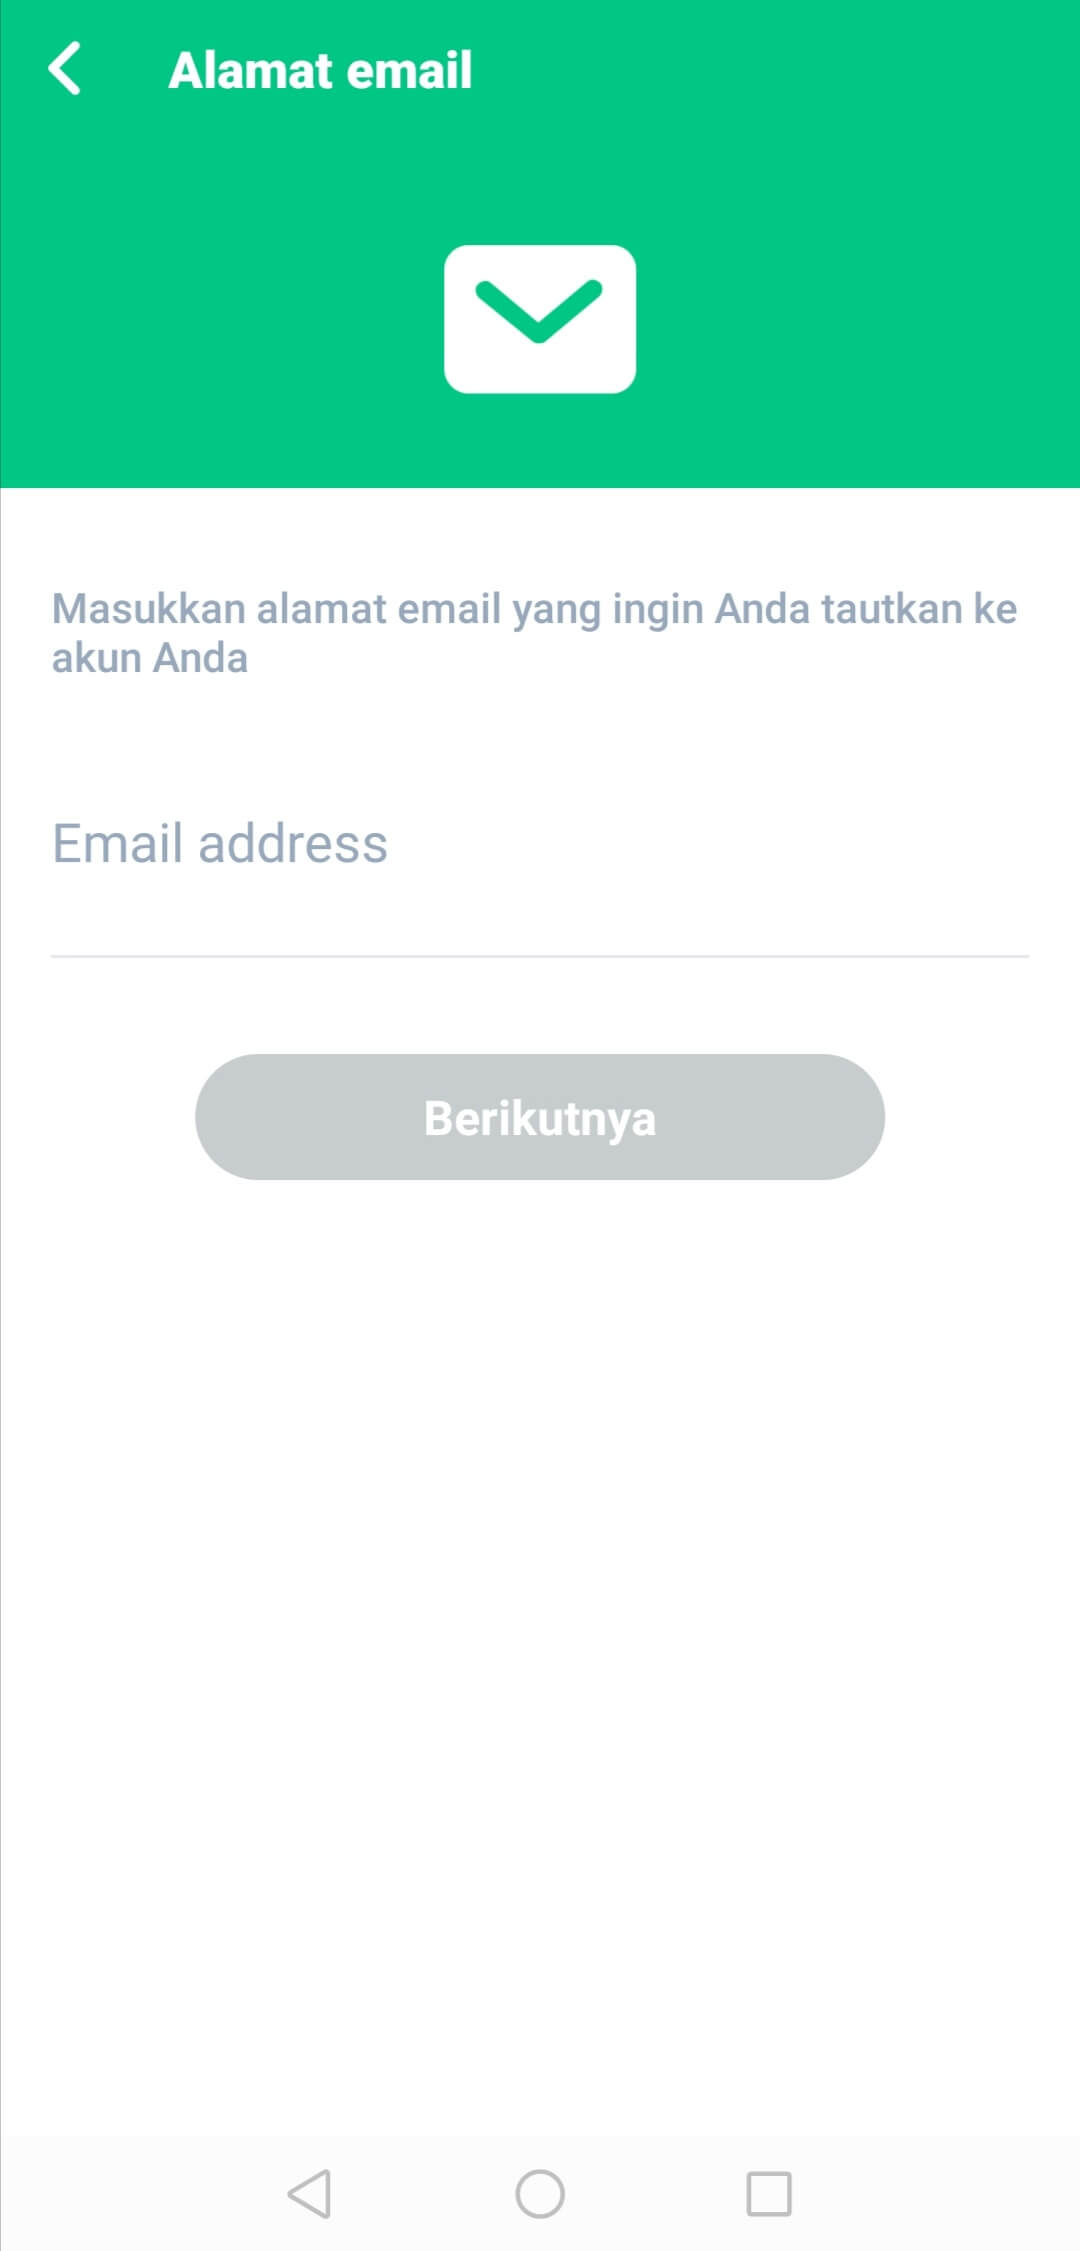 Alamat email
Masukkan alamat email yang ingin Anda tautkan ke
akun Anda
Email address
Berikutnya